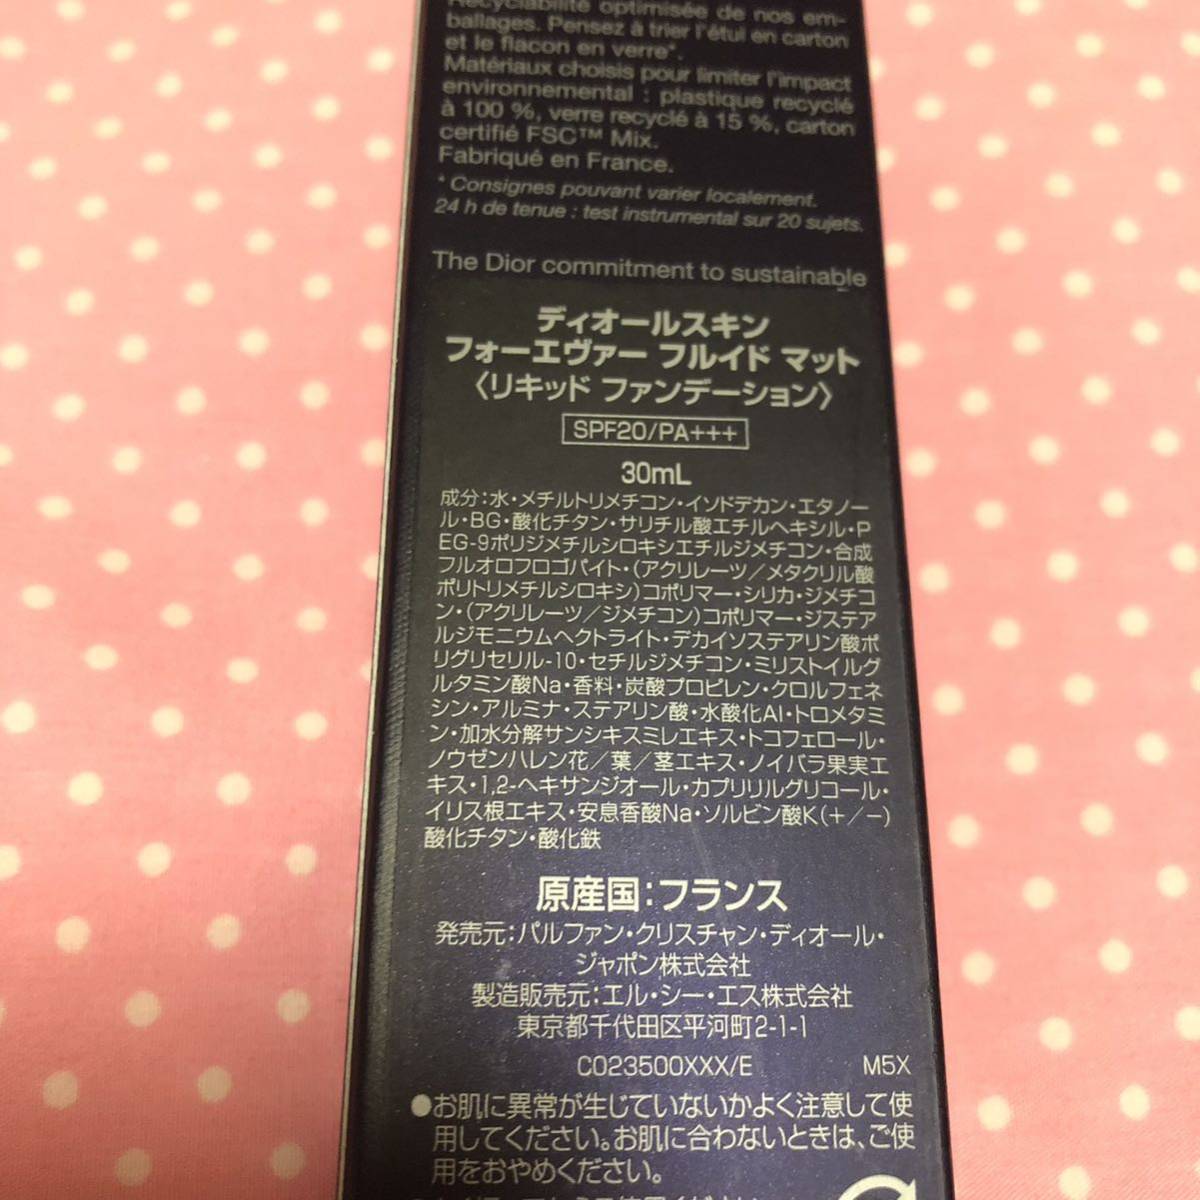 Recyclabilité optimisée de nos em-
ballages. Pensez à trier l'étui en carton
et le flacon en verre*.
Matériaux choisis pour limiter l'impact
environnemental : plastique recyclé
à 100 %, verre recyclé à 15 %, carton
certifié FSC™ Mix.
Fabriqué en France.
* Consignes pouvant varier localement.
24 h de tenue : test instrumental sur 20 sujets.
The Dior commitment to sustainable
ディオールスキン
フォーエヴァー フルイド マット
〈リキッド ファンデーション〉
SPF20/PA+++
30mL
成分:水・メチルトリメチコン・イソドデカン・エタノー
ル・BG・酸化チタン・サリチル酸エチルヘキシル・P
EG-9ポリジメチルシロキシエチルジメチコン・合成
フルオロフロゴパイト・(アクリレーツ／メタクリル酸
ポリトリメチルシロキシ)コポリマー・シリカ・ジメチコ
ン・(アクリレーツ／ジメチコン)コポリマー・ジステア
ルジモニウムヘクトライト・デカイソステアリン酸ポ
リグリセリル-10・セチルジメチコン・ミリストイルグ
ルタミン酸Na・香料・炭酸プロピレン・クロルフェネ
シン・アルミナ・ステアリン酸・水酸化Al・トロメタミ
ン・加水分解サンシキスミレエキス・トコフェロール・
ノウゼンハレン花／葉／茎エキス・ノイバラ果実エ
キス・1,2-ヘキサンジオール・カプリリルグリコール・
イリス根エキス・安息香酸Na・ソルビン酸K(+／−)
酸化チタン・酸化鉄
原産国:フランス
発売元:パルファン・クリスチャン・ディオール・
ジャポン株式会社
製造販売元:エル・シー・エス株式会社
東京都千代田区平河町2-1-1
C023500XXX/E M5X
●お肌に異常が生じていないかよく注意して使
用してください。お肌に合わないときは、ご使
用をおやめください。